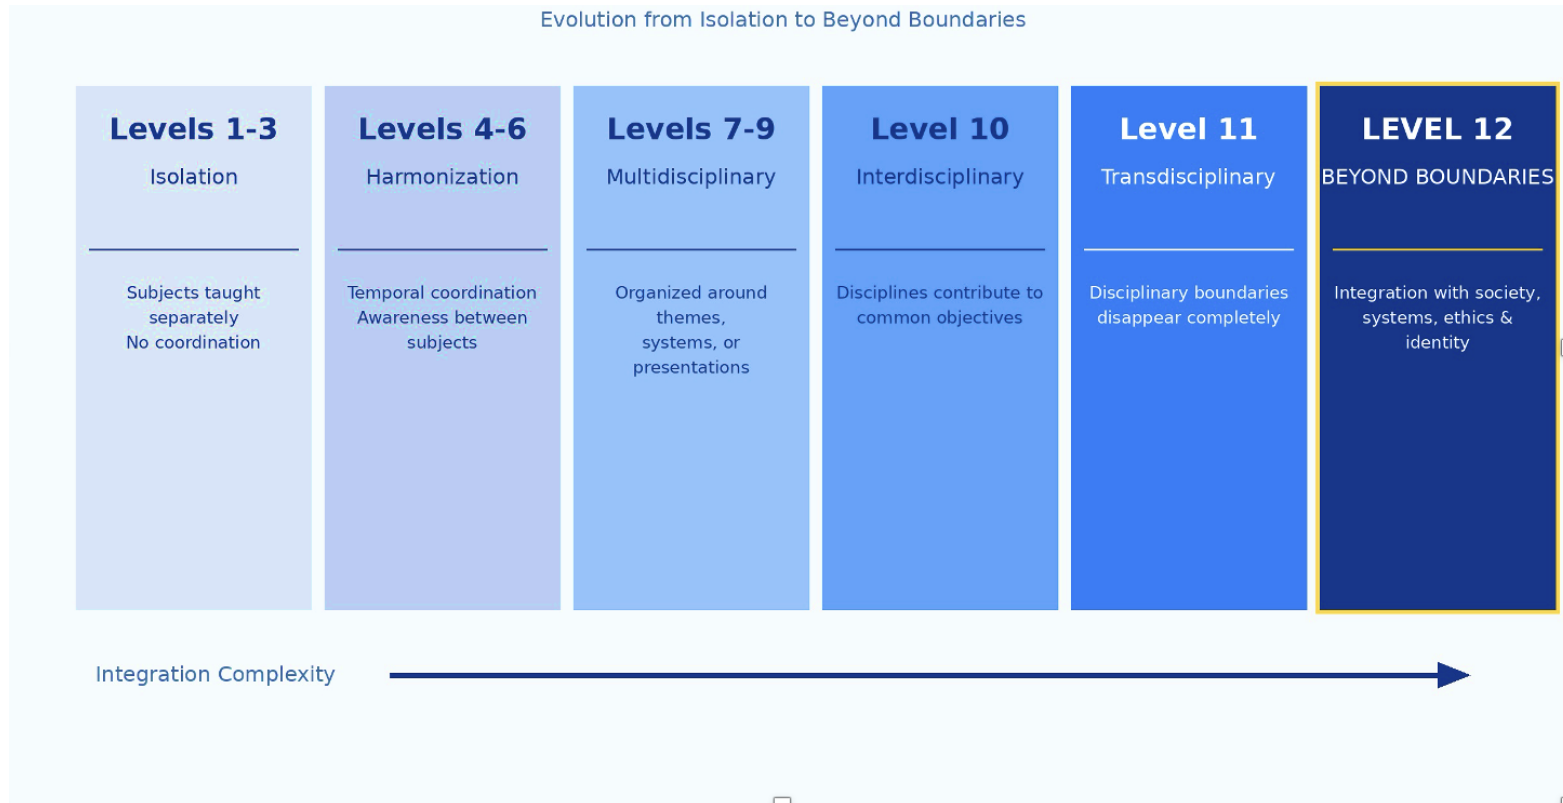 Evolution from Isolation to Beyond Boundaries
Levels 1-3
Isolation
Subjects taught
separately
No coordination
Levels 4-6
Harmonization
Temporal coordination
Awareness between
subjects
Levels 7-9
Multidisciplinary
Organized around
themes,
systems, or
presentations
Level 10
Interdisciplinary
Disciplines contribute to
common objectives
Level 11
Transdisciplinary
Disciplinary boundaries
disappear completely
LEVEL 12
BEYOND BOUNDARIES
Integration with society,
systems, ethics &
identity
Integration Complexity